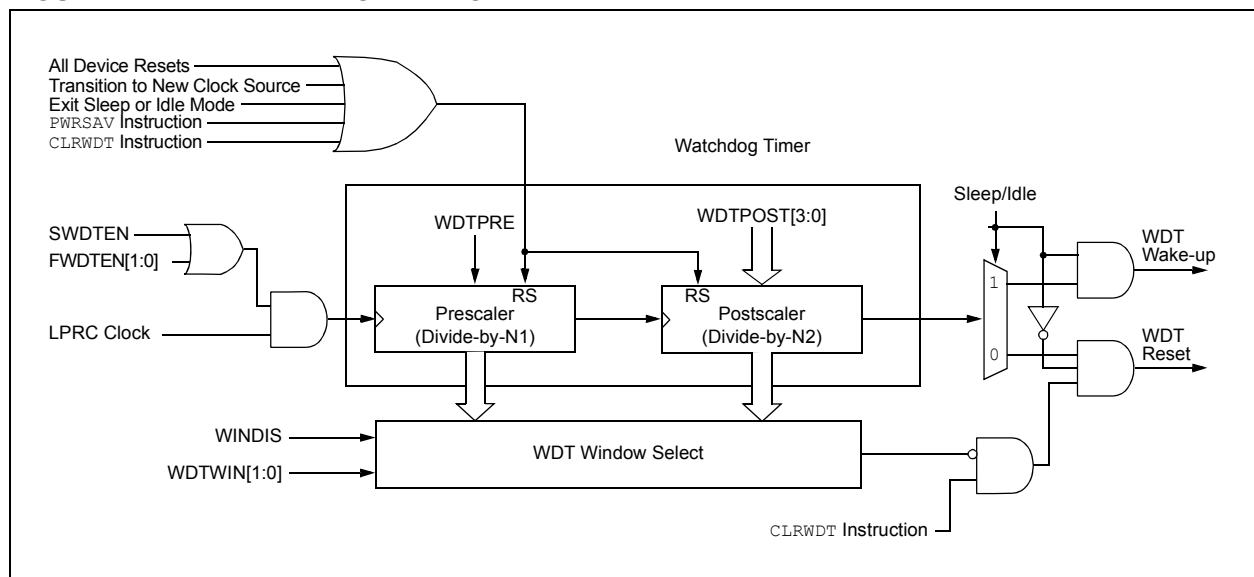 All Device Resets
Transition to New Clock Source
Exit Sleep or Idle Mode
PWRSAV Instruction
CLRWDT Instruction
Watchdog Timer
Sleep/Idle
WDTPRE
WDTPOST[3:0]
SWDTEN
FWDTEN[1:0]
WDT
Wake-up
RS
RS
1
Prescaler
(Divide-by-N1)
Postscaler
(Divide-by-N2)
LPRC Clock
0
WDT
Reset
WINDIS
WDT Window Select
WDTWIN[1:0]
CLRWDT Instruction